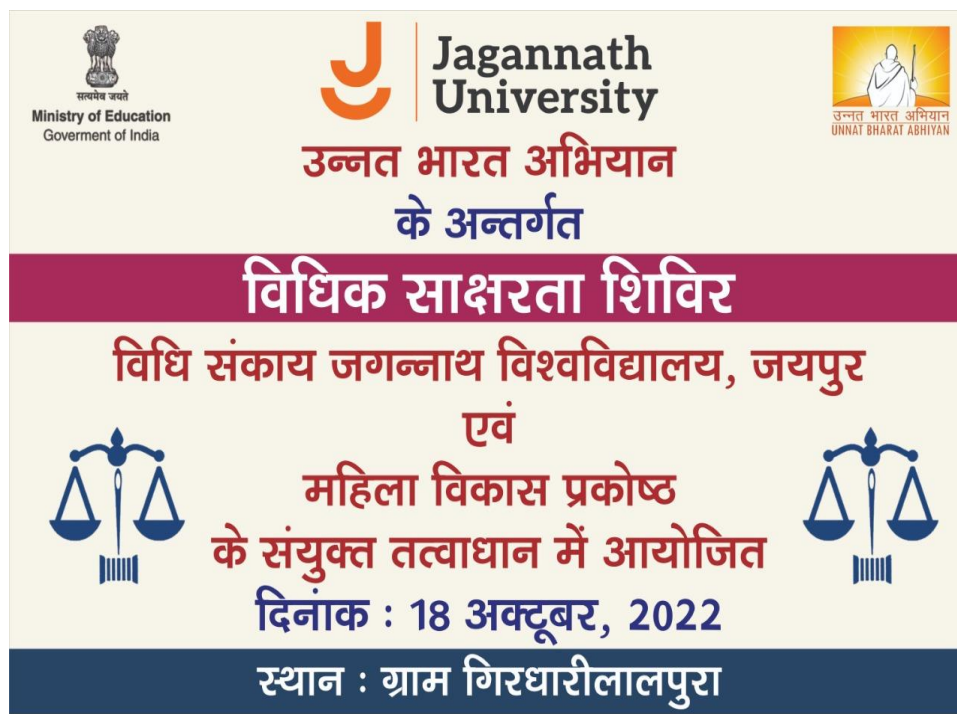 सत्यमेव जयते
Ministry of Education
Goverment of India
Jagannath
University
उन्नत भारत अभियान
UNNAT BHARAT ABHIYAN
उन्नत भारत अभियान
के अन्तर्गत
विधिक साक्षरता शिविर
विधि संकाय जगन्नाथ विश्वविद्यालय, जयपुर
एवं
महिला विकास प्रकोष्ठ
के संयुक्त तत्वाधान में आयोजित
दिनांक : 18 अक्टूबर, 2022
स्थान : ग्राम गिरधारीलालपुरा